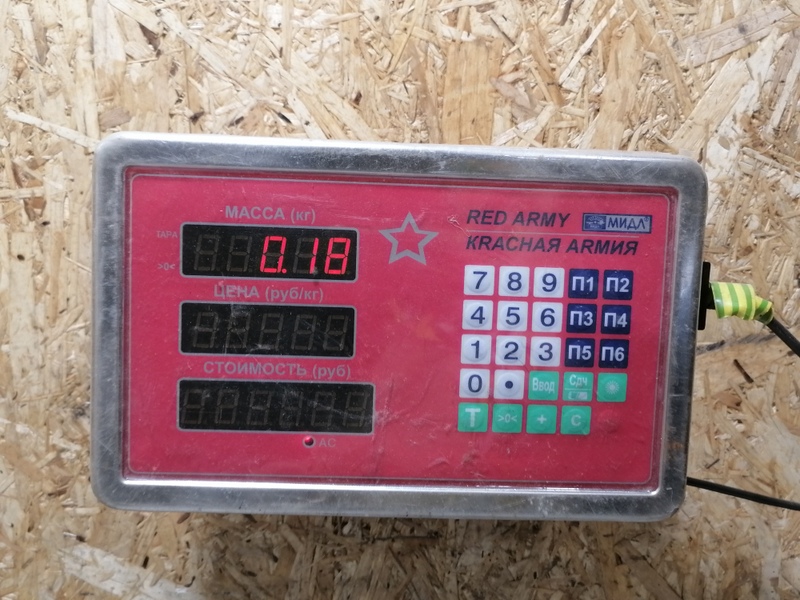 МАССА (кг)
ТАРА
0.18
>0<
ЦЕНА (руб/кг)
СТОИМОСТЬ (руб)
AC
RED ARMY
МИДЛ
КRАСНАЯ АRМИЯ
7 8 9 П1 П2
4 5 6 П3 П4
1 2 3 П5 П6
0 • Ввод Сдч
T >0< + C